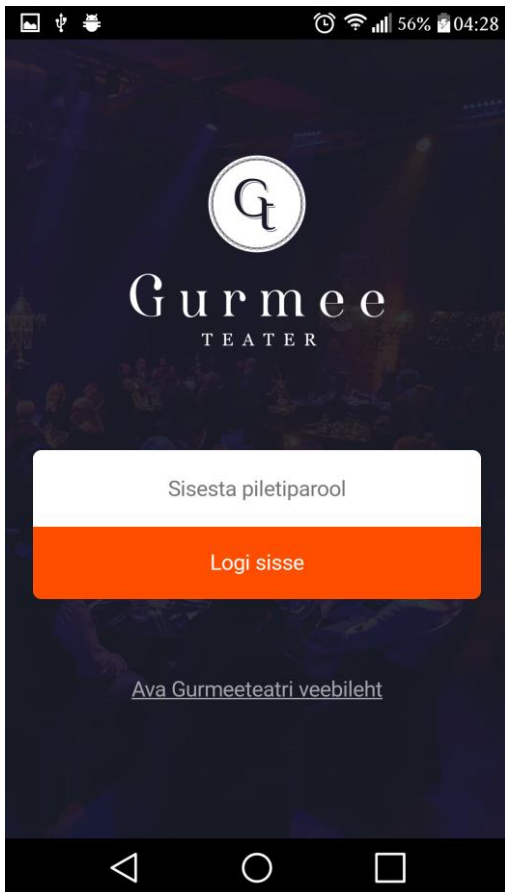 56% 04:28
Gt
Gurmee
TEATER
Sisesta piletiparool
Logi sisse
Ava Gurmeeteatri veebileht